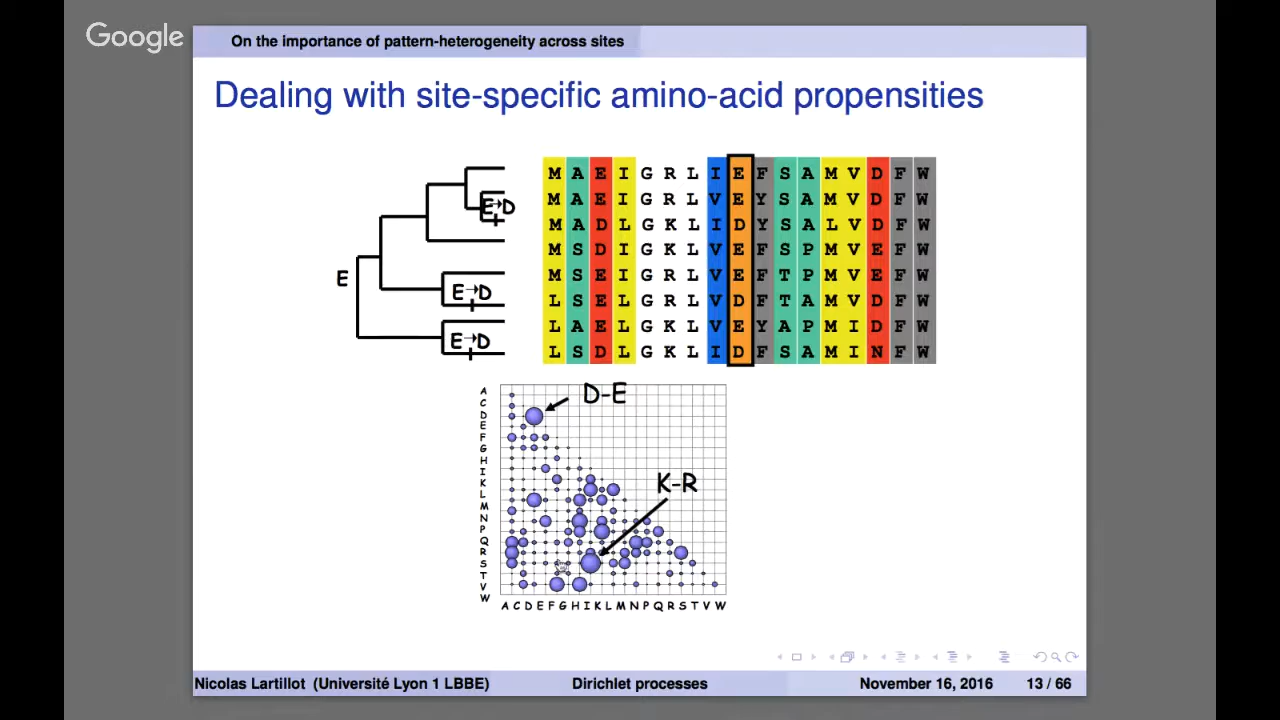 Google
On the importance of pattern-heterogeneity across sites
Dealing with site-specific amino-acid propensities
M A E I G R L I E F S A M V D F W
M A E I G R L V E Y S A M V D F W
M A D L G K L I D Y S A L V D F W
M S D I G K L V E F S P M V E F W
M S E I G R L V E F T P M V E F W
L S E L G R L V D F T A M V D F W
L A E L G K L V E Y A P M I D F W
L S D L G K L I D F S A M I N F W
E→D
E
E→D
E→D
D-E
K-R
A
C
D
E
F
G
H
I
K
L
M
N
P
Q
R
S
T
V
W
A C D E F G H I K L M N P Q R S T V W
Nicolas Lartillot (Université Lyon 1 LBBE)
Dirichlet processes
November 16, 2016
13 / 66